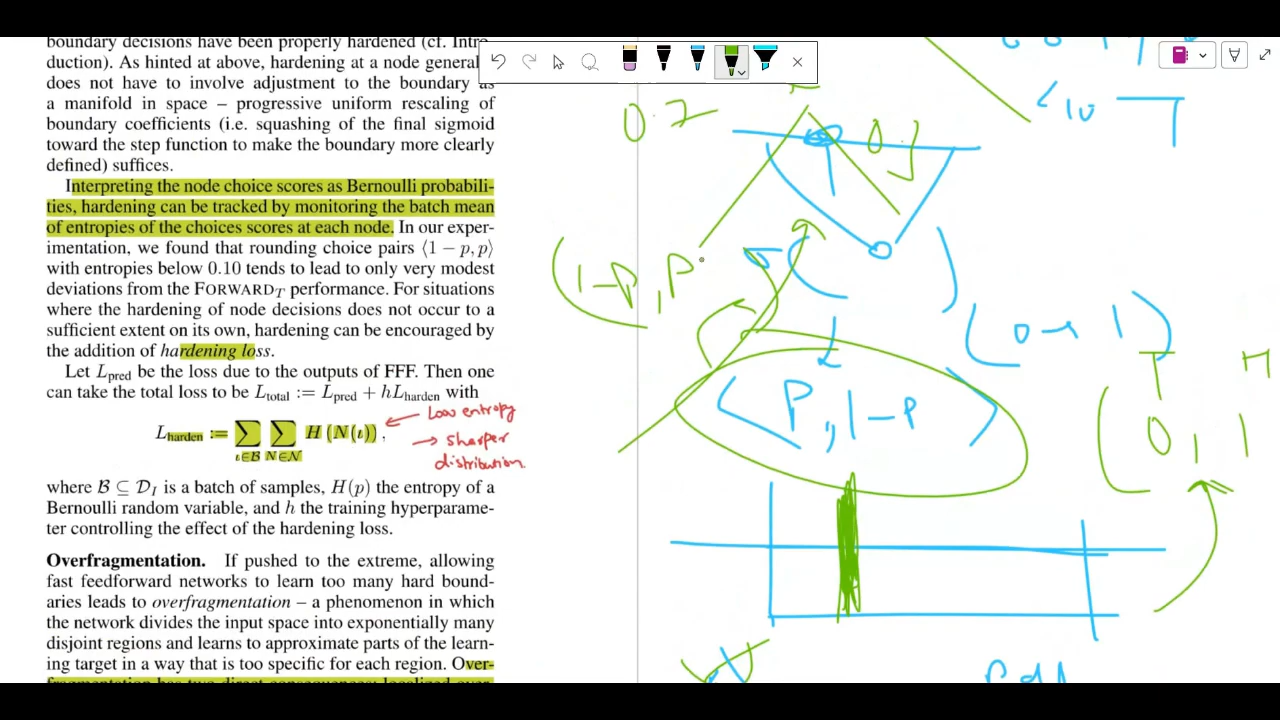 boundary decisions have been properly hardened (cf. Intro-
duction). As hinted at above, hardening at a node general
does not have to involve adjustment to the boundary as
a manifold in space – progressive uniform rescaling of
boundary coefficients (i.e. squashing of the final sigmoid
toward the step function to make the boundary more clearly
defined) suffices.
Interpreting the node choice scores as Bernoulli probabili-
ties, hardening can be tracked by monitoring the batch mean
of entropies of the choices scores at each node. In our exper-
imentation, we found that rounding choice pairs ⟨1 − p, p⟩
with entropies below 0.10 tends to lead to only very modest
deviations from the FORWARD_T performance. For situations
where the hardening of node decisions does not occur to a
sufficient extent on its own, hardening can be encouraged by
the addition of hardening loss.
Let L_pred be the loss due to the outputs of FFF. Then one
can take the total loss to be L_total := L_pred + hL_harden with
L_harden := ∑_{ι∈B} ∑_{N∈N} H (N(ι)) ,
Low entropy
→ sharper
distribution
where B ⊆ D_I is a batch of samples, H(p) the entropy of a
Bernoulli random variable, and h the training hyperparame-
ter controlling the effect of the hardening loss.
Overfragmentation. If pushed to the extreme, allowing
fast feedforward networks to learn too many hard bound-
aries leads to overfragmentation – a phenomenon in which
the network divides the input space into exponentially many
disjoint regions and learns to approximate parts of the learn-
ing target in a way that is too specific for each region. Over-
fragmentation has two direct consequences: localized over-
(1-p, p
(0 → 1)
⟨P, 1-P⟩
T H
(0, 1